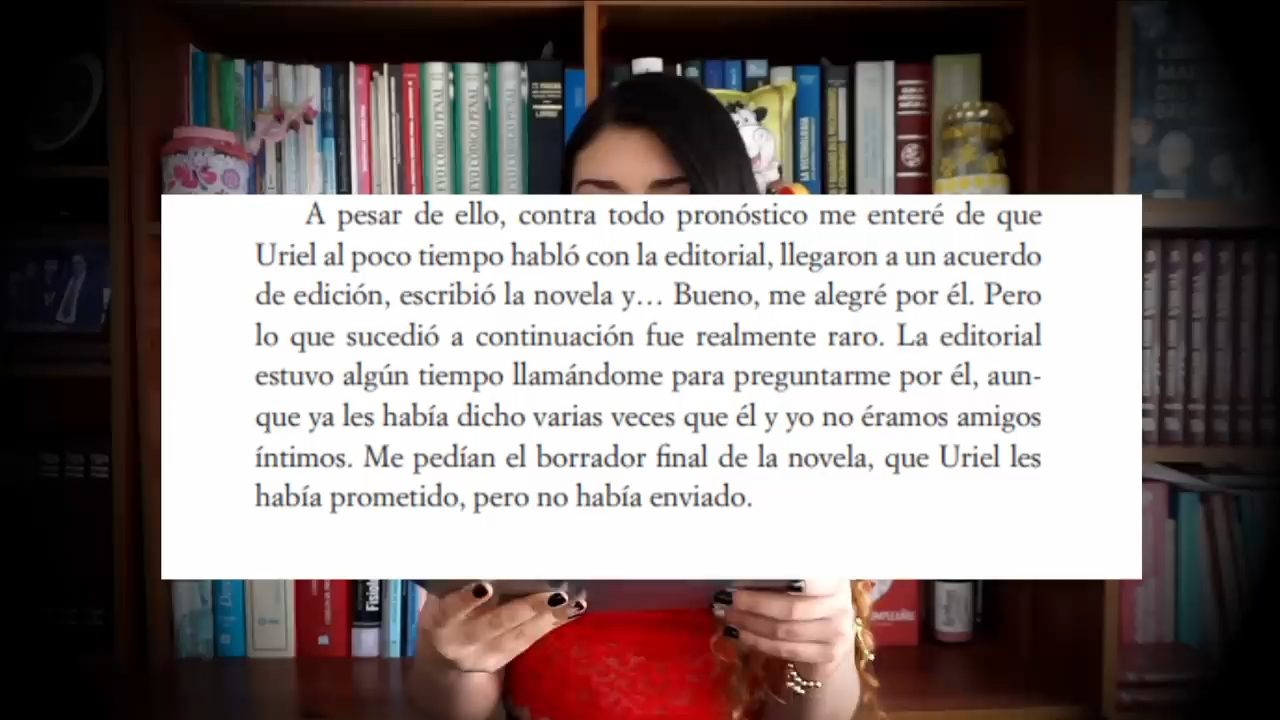 A pesar de ello, contra todo pronóstico me enteré de que
Uriel al poco tiempo habló con la editorial, llegaron a un acuerdo
de edición, escribió la novela y… Bueno, me alegré por él. Pero
lo que sucedió a continuación fue realmente raro. La editorial
estuvo algún tiempo llamándome para preguntarme por él, aun-
que ya les había dicho varias veces que él y yo no éramos amigos
íntimos. Me pedían el borrador final de la novela, que Uriel les
había prometido, pero no había enviado.